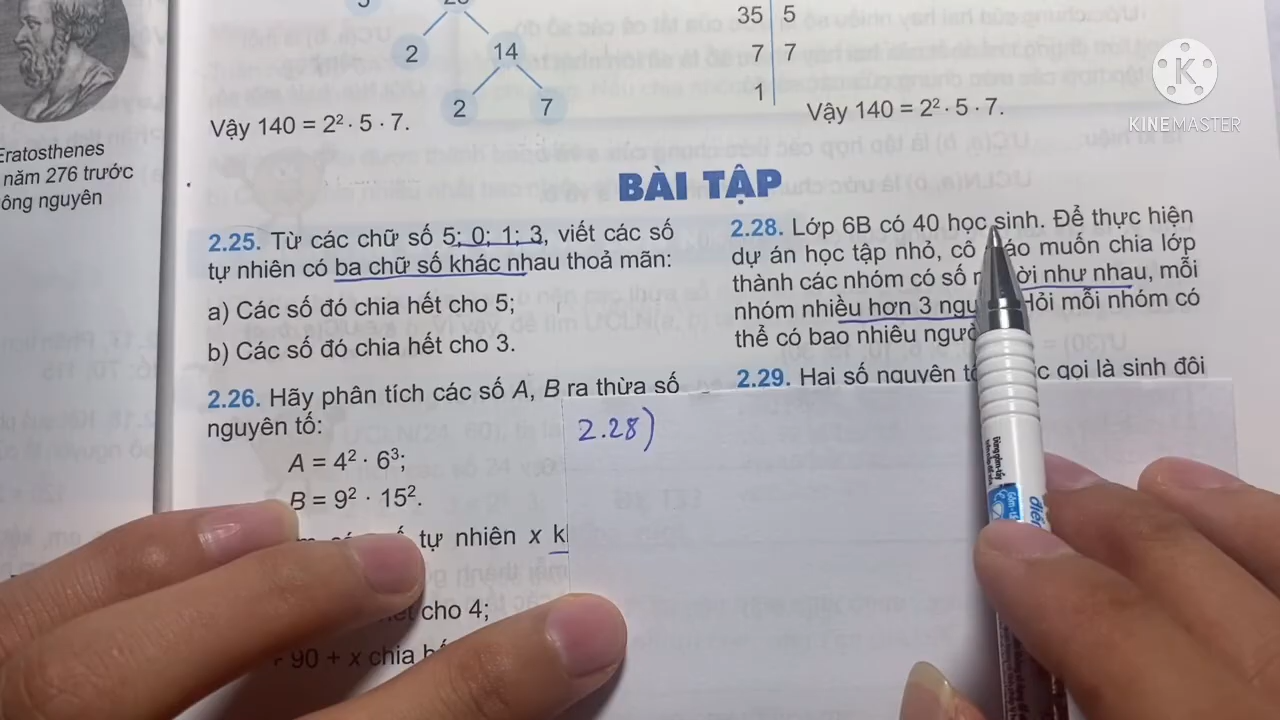 35 5
2 14
7 7
2 7
1
Vậy 140 = 2² · 5 · 7.
Vậy 140 = 2² · 5 · 7.
KINEMASTER
Eratosthenes
năm 276 trước
ông nguyên
BÀI TẬP
2.25. Từ các chữ số 5; 0; 1; 3, viết các số
tự nhiên có ba chữ số khác nhau thoả mãn:
a) Các số đó chia hết cho 5;
b) Các số đó chia hết cho 3.
2.26. Hãy phân tích các số A, B ra thừa số
nguyên tố:
A = 4² · 6³;
B = 9² · 15².
tự nhiên x
cho 4;
90 + x chia
2.28. Lớp 6B có 40 học sinh. Để thực hiện
dự án học tập nhỏ, cô muốn chia lớp
thành các nhóm có số như nhau, mỗi
nhóm nhiều hơn 3 Hỏi mỗi nhóm có
thể có bao nhiêu
2.29. Hai số nguyên gọi là sinh đôi
2.28)